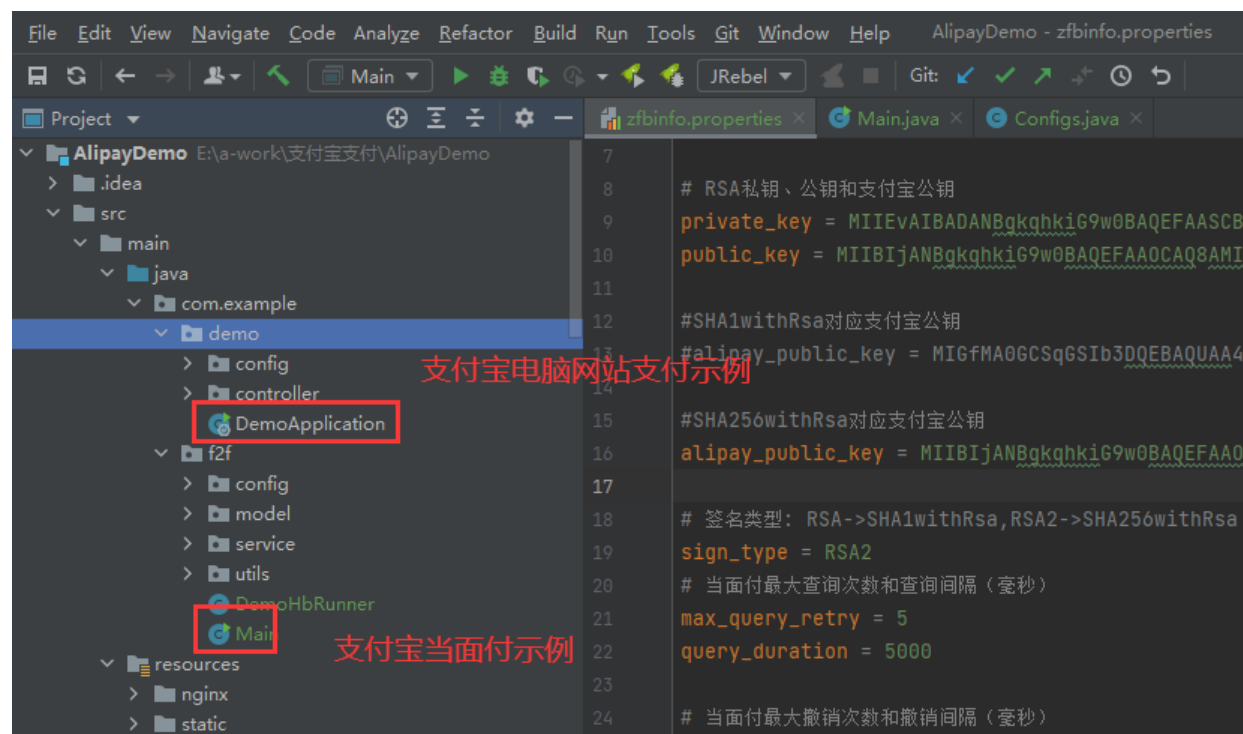 File Edit View Navigate Code Analyze Refactor Build Run Tools Git Window Help AlipayDemo - zfbinfo.properties
Main JRebel Git:
Project
zfbinfo.properties Main.java Configs.java
AlipayDemo E:\a-work\支付宝支付\AlipayDemo
.idea
src
main
java
com.example
demo
config
controller
DemoApplication
f2f
config
model
service
utils
DemoHbRunner
Main
resources
nginx
static
支付宝电脑网站支付示例
支付宝当面付示例
7
8 # RSA私钥、公钥和支付宝公钥
9 private_key = MIIEvAIBADANBgkqhkiG9w0BAQEFAASCB
10 public_key = MIIBIjANBgkqhkiG9w0BAQEFAAOCAQ8AMI
11
12 #SHA1withRsa对应支付宝公钥
13 #alipay_public_key = MIGfMA0GCSqGSIb3DQEBAQUAA4
14
15 #SHA256withRsa对应支付宝公钥
16 alipay_public_key = MIIBIjANBgkqhkiG9w0BAQEFAAO
17
18 # 签名类型: RSA->SHA1withRsa,RSA2->SHA256withRsa
19 sign_type = RSA2
20 # 当面付最大查询次数和查询间隔（毫秒）
21 max_query_retry = 5
22 query_duration = 5000
23
24 # 当面付最大撤销次数和撤销间隔（毫秒）